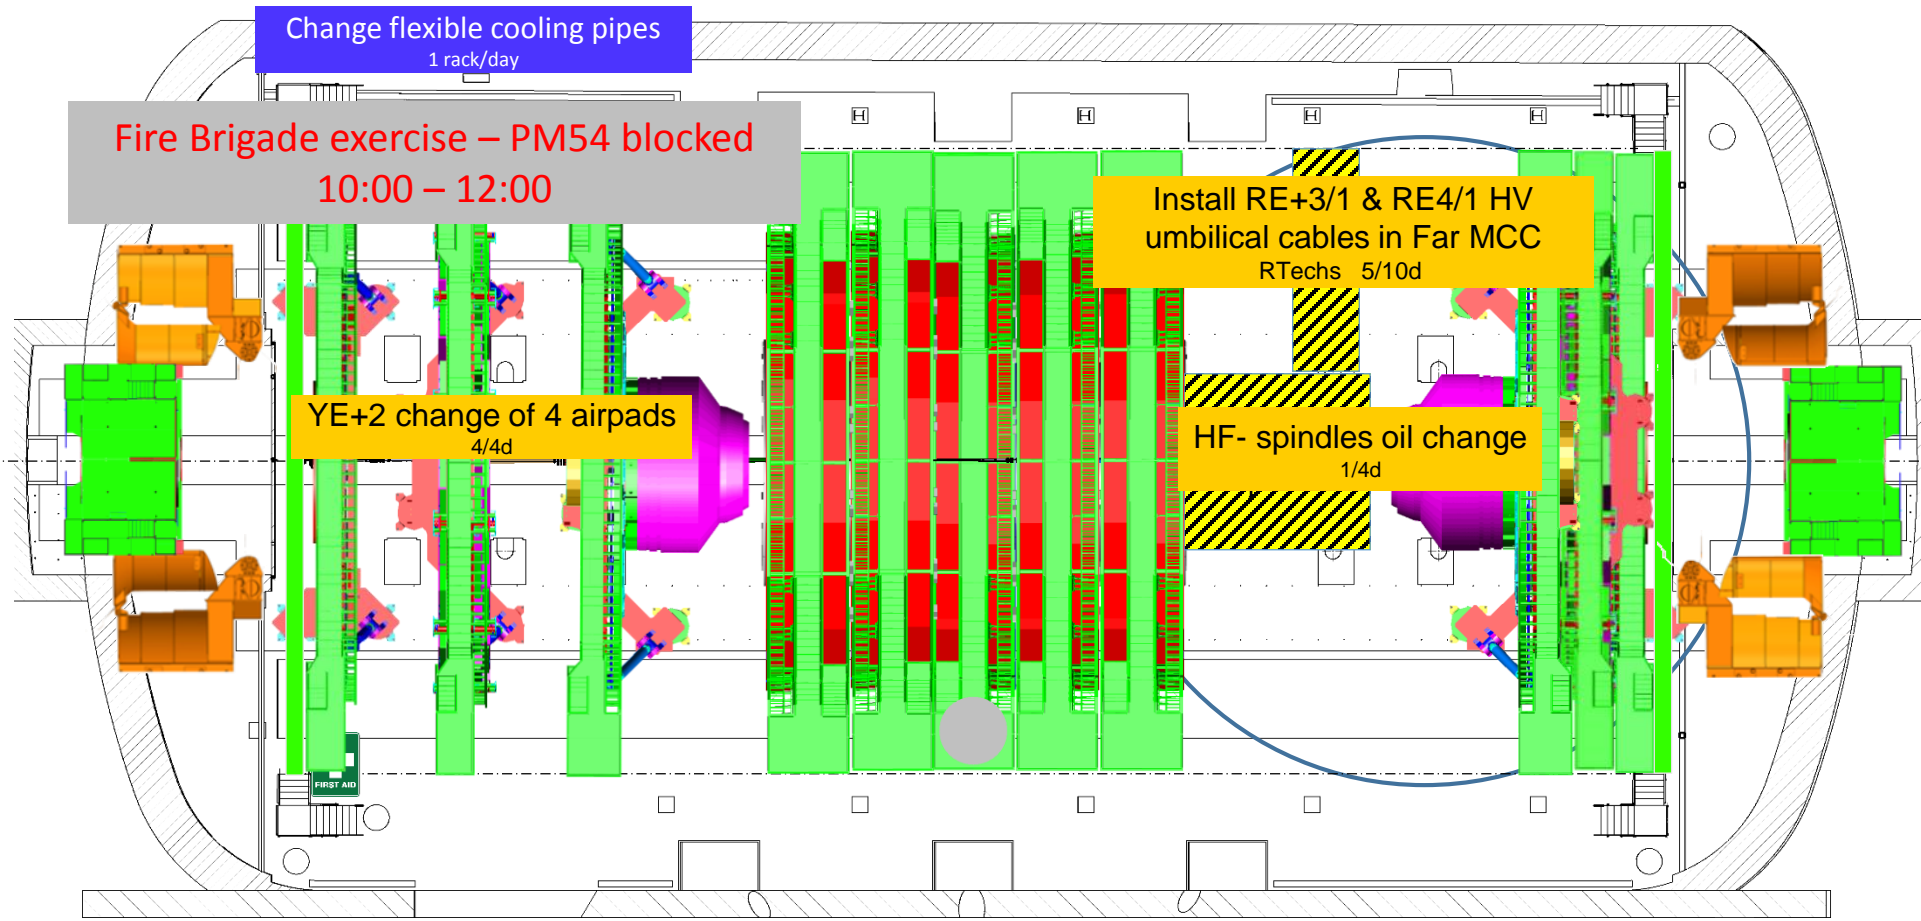 Change flexible cooling pipes
1 rack/day
Fire Brigade exercise – PM54 blocked
10:00 – 12:00
Install RE+3/1 & RE4/1 HV
umbilical cables in Far MCC
RTechs 5/10d
YE+2 change of 4 airpads
4/4d
HF- spindles oil change
1/4d
FIRST AID
H
H
H
H